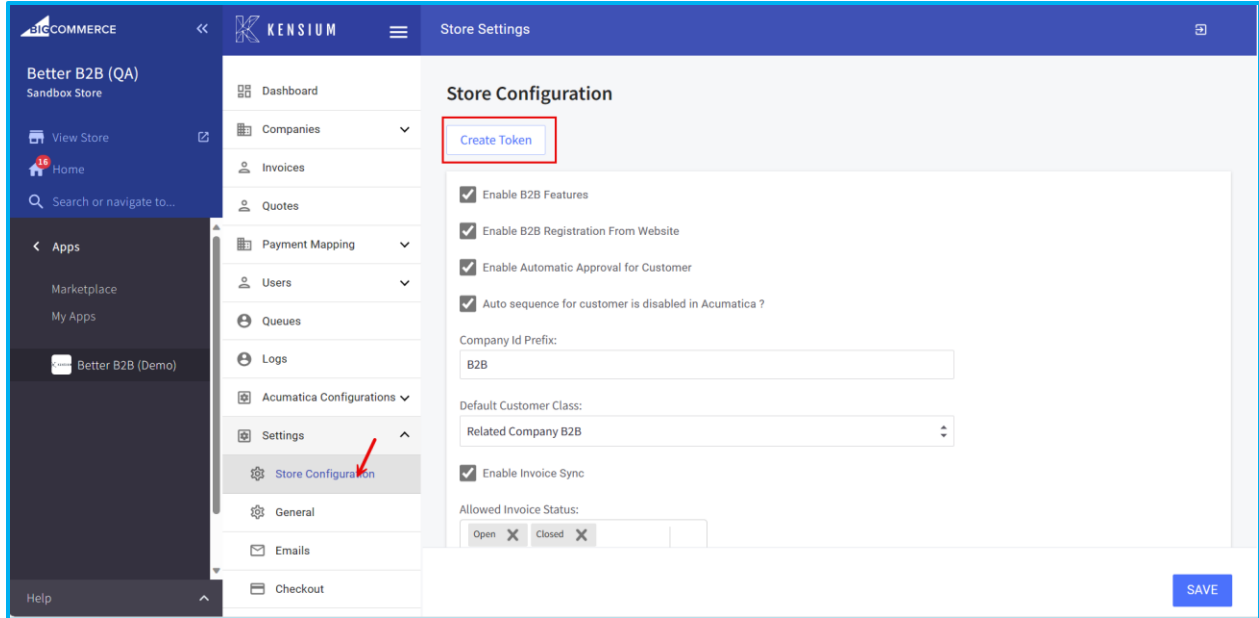 BIGCOMMERCE
Better B2B (QA)
Sandbox Store
View Store
16
Home
Search or navigate to...
Apps
Marketplace
My Apps
Better B2B (Demo)
Help
KENSIUM
Dashboard
Companies
Invoices
Quotes
Payment Mapping
Users
Queues
Logs
Acumatica Configurations
Settings
Store Configuration
General
Emails
Checkout
Store Settings
Store Configuration
Create Token
Enable B2B Features
Enable B2B Registration From Website
Enable Automatic Approval for Customer
Auto sequence for customer is disabled in Acumatica ?
Company Id Prefix:
B2B
Default Customer Class:
Related Company B2B
Enable Invoice Sync
Allowed Invoice Status:
Open Closed
SAVE